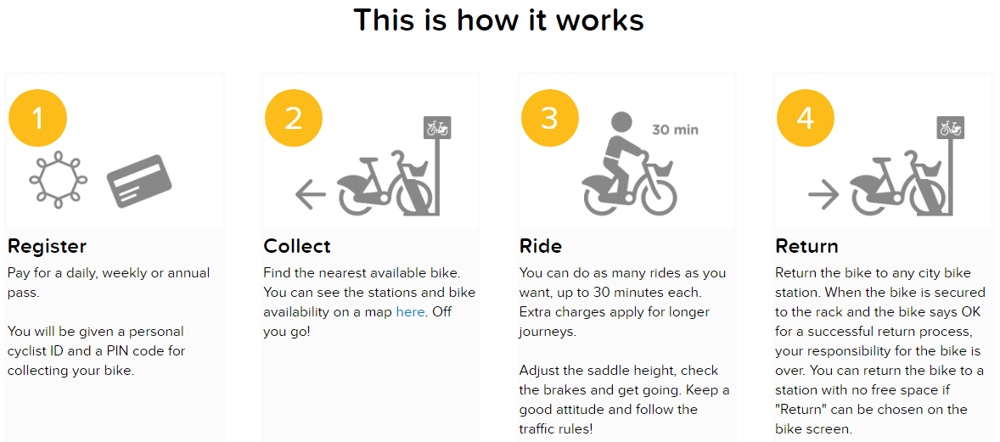 This is how it works
1
Register
Pay for a daily, weekly or annual
pass.
You will be given a personal
cyclist ID and a PIN code for
collecting your bike.
2
Collect
Find the nearest available bike.
You can see the stations and bike
availability on a map here. Off
you go!
3
30 min
Ride
You can do as many rides as you
want, up to 30 minutes each.
Extra charges apply for longer
journeys.
Adjust the saddle height, check
the brakes and get going. Keep a
good attitude and follow the
traffic rules!
4
Return
Return the bike to any city bike
station. When the bike is secured
to the rack and the bike says OK
for a successful return process,
your responsibility for the bike is
over. You can return the bike to a
station with no free space if
"Return" can be chosen on the
bike screen.